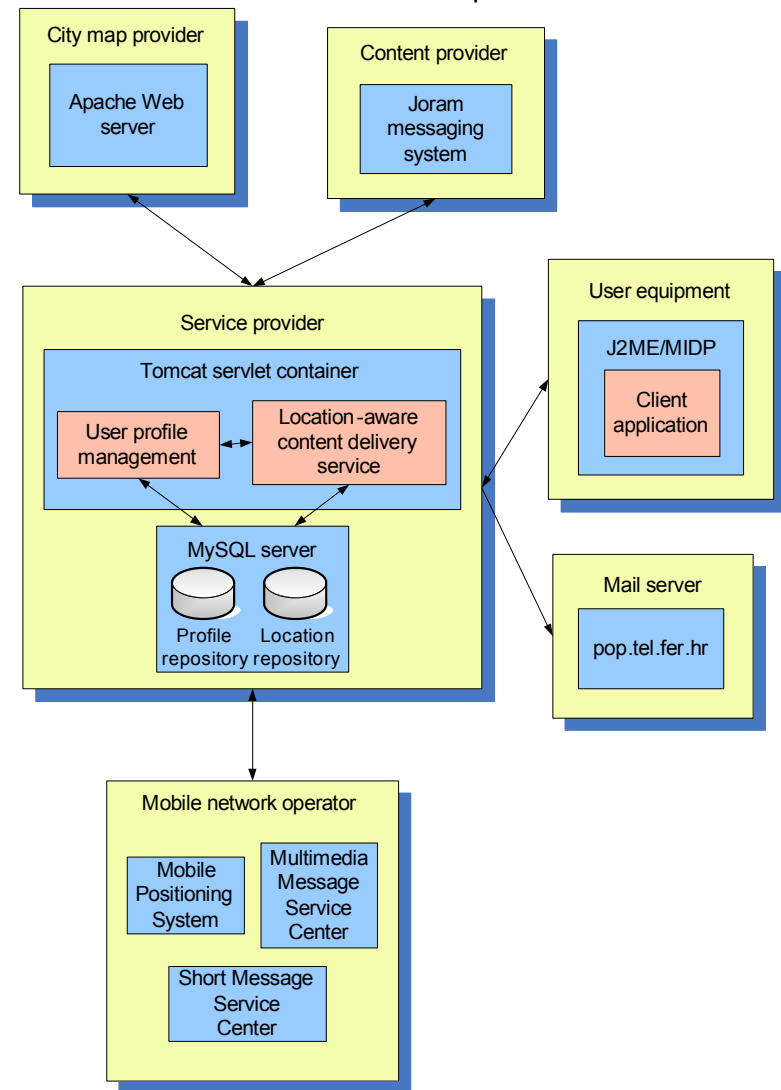 City map provider
Apache Web
server
Content provider
Joram
messaging
system
Service provider
Tomcat servlet container
User profile
management
Location-aware
content delivery
service
MySQL server
Profile
repository
Location
repository
User equipment
J2ME/MIDP
Client
application
Mail server
pop.tel.fer.hr
Mobile network operator
Mobile
Positioning
System
Multimedia
Message
Service
Center
Short Message
Service
Center